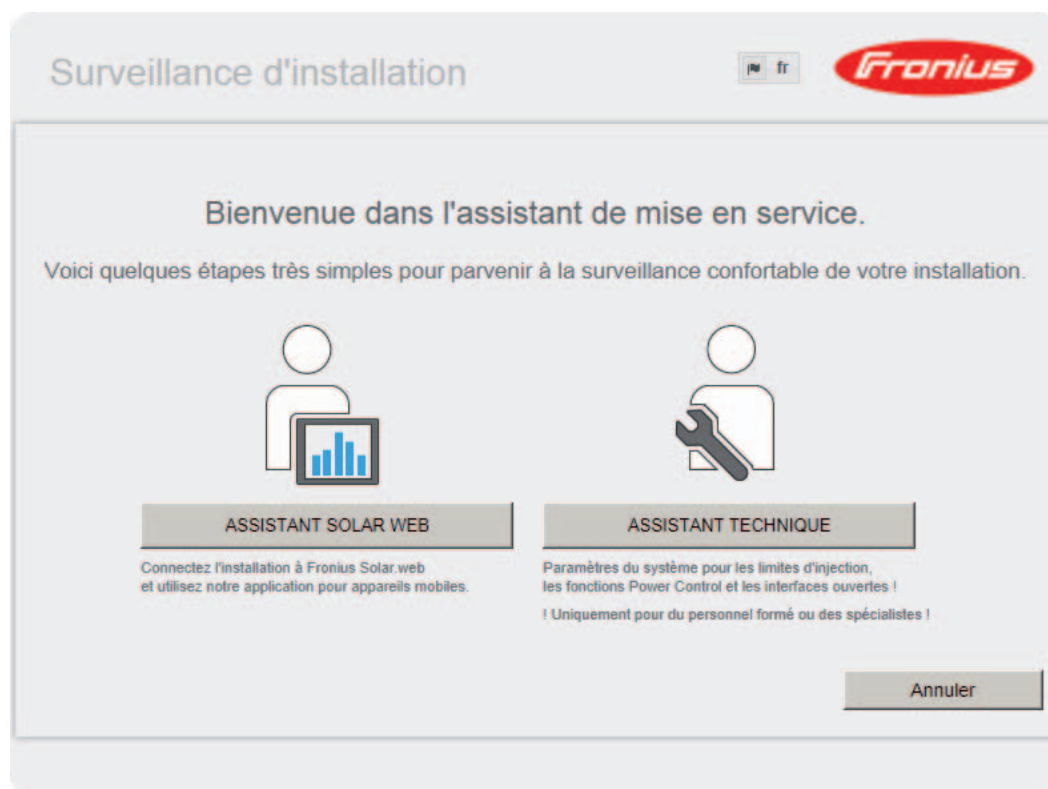 Surveillance d'installation
fr
Fronius
Bienvenue dans l'assistant de mise en service.
Voici quelques étapes très simples pour parvenir à la surveillance confortable de votre installation.
ASSISTANT SOLAR WEB
Connectez l'installation à Fronius Solar.web
et utilisez notre application pour appareils mobiles.
ASSISTANT TECHNIQUE
Paramètres du système pour les limites d'injection,
les fonctions Power Control et les interfaces ouvertes !
! Uniquement pour du personnel formé ou des spécialistes !
Annuler